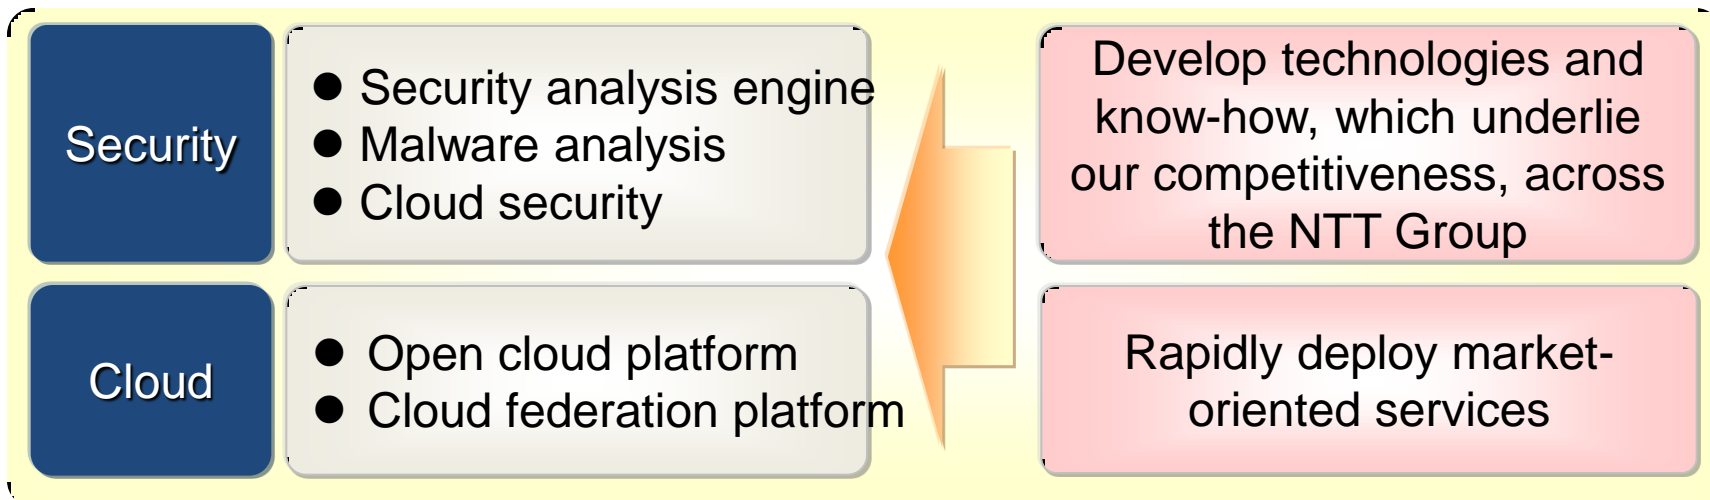 Security
● Security analysis engine
● Malware analysis
● Cloud security
Develop technologies and
know-how, which underlie
our competitiveness, across
the NTT Group
Cloud
● Open cloud platform
● Cloud federation platform
Rapidly deploy market-
oriented services